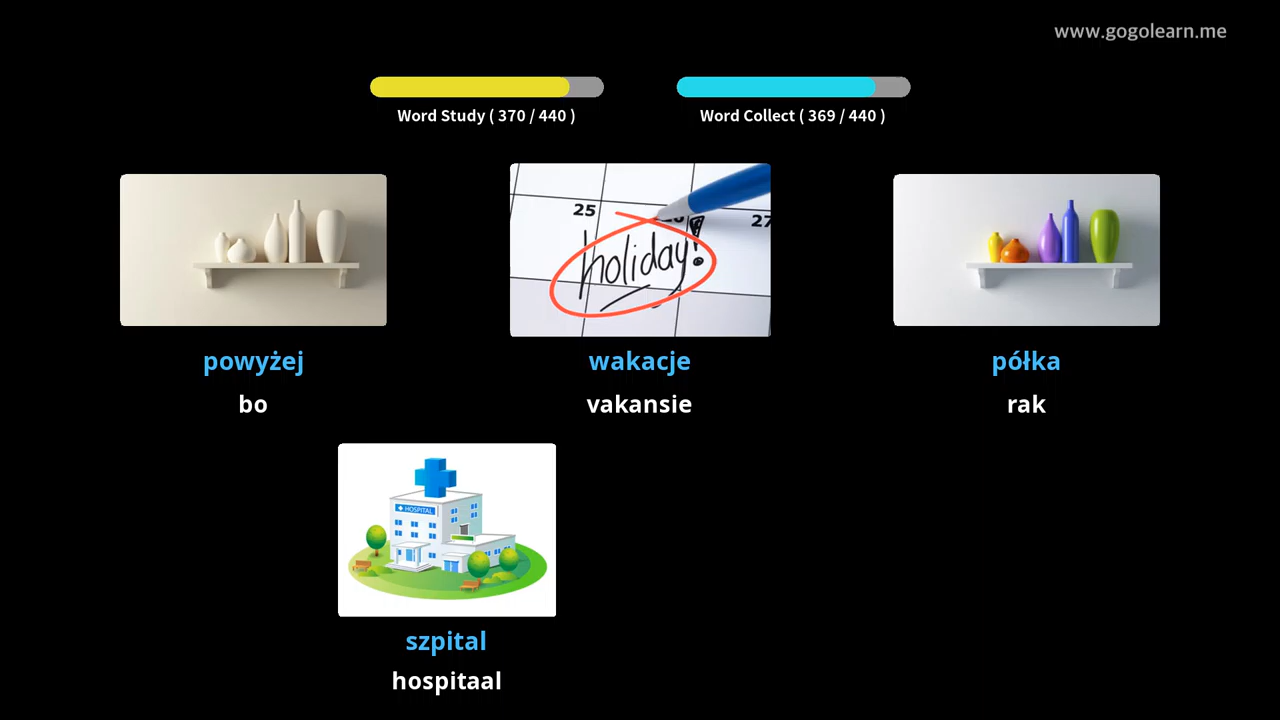 www.gogolearn.me
Word Study ( 370 / 440 )
Word Collect ( 369 / 440 )
25
27
holiday!
powyżej
wakacje
półka
bo
vakansie
rak
HOSPITAL
szpital
hospitaal